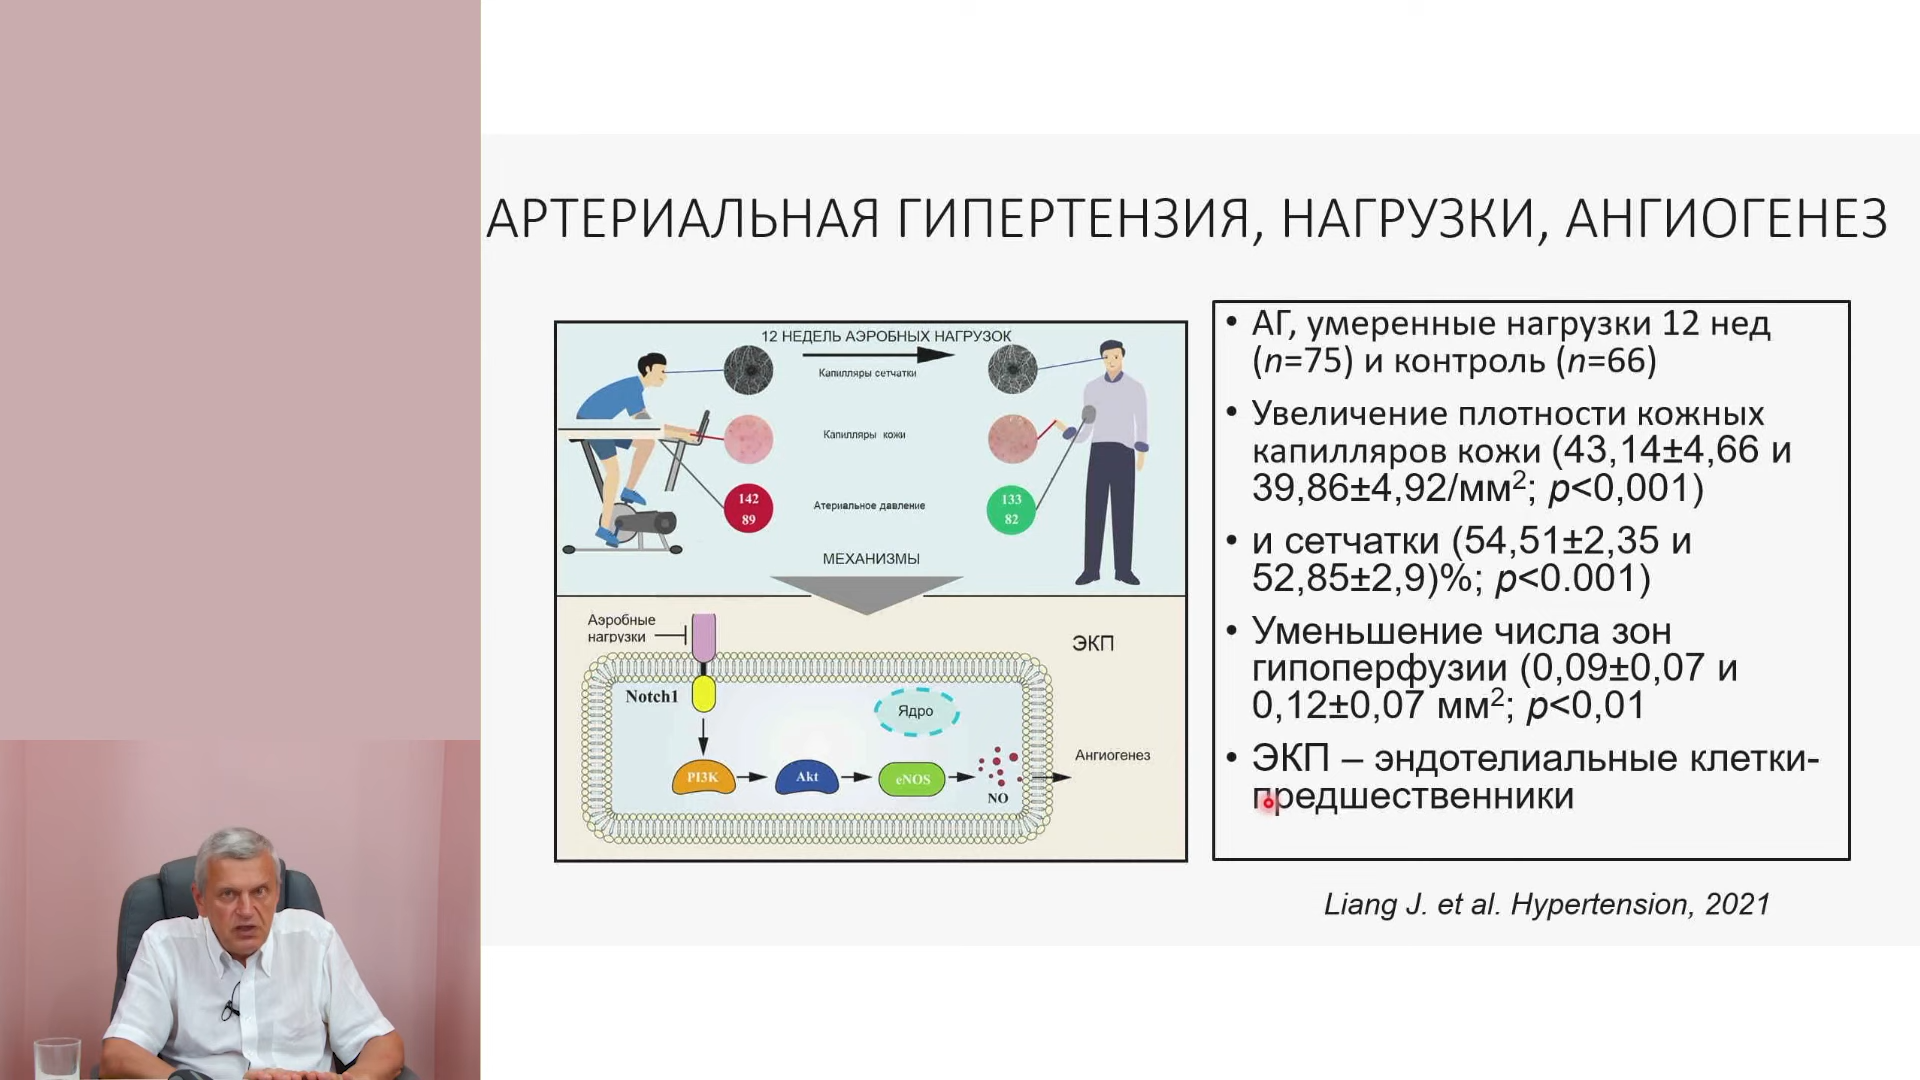 АРТЕРИАЛЬНАЯ ГИПЕРТЕНЗИЯ, НАГРУЗКИ, АНГИОГЕНЕЗ
12 НЕДЕЛЬ АЭРОБНЫХ НАГРУЗОК
Капилляры сетчатки
Капилляры кожи
142
89
Атериальное давление
133
82
МЕХАНИЗМЫ
Аэробные
нагрузки
ЭКП
Notch1
Ядро
PI3K
Akt
eNOS
NO
Ангиогенез
• АГ, умеренные нагрузки 12 нед
(n=75) и контроль (n=66)
• Увеличение плотности кожных
капилляров кожи (43,14±4,66 и
39,86±4,92/мм²; p<0,001)
• и сетчатки (54,51±2,35 и
52,85±2,9)%; p<0.001)
• Уменьшение числа зон
гипоперфузии (0,09±0,07 и
0,12±0,07 мм²; p<0,01
• ЭКП – эндотелиальные клетки-
предшественники
Liang J. et al. Hypertension, 2021